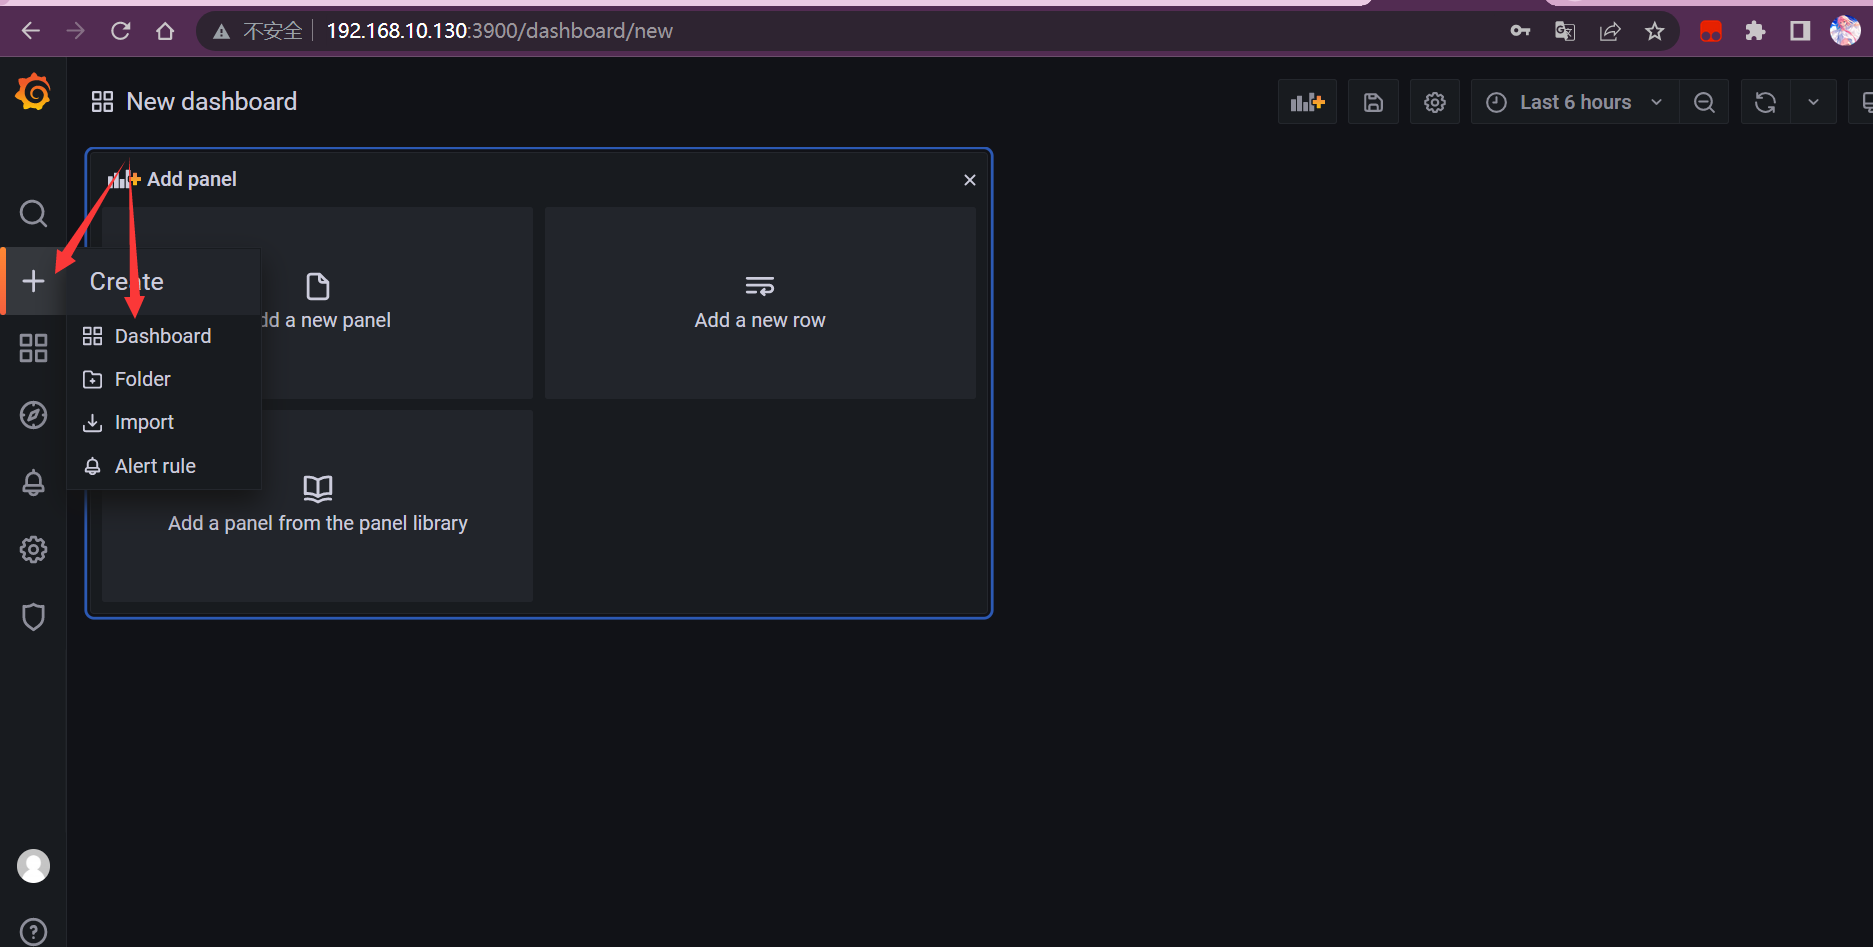 不安全 192.168.10.130:3900/dashboard/new
New dashboard
Last 6 hours
Add panel
Create
Dashboard
Folder
Import
Alert rule
dd a new panel
Add a new row
Add a panel from the panel library